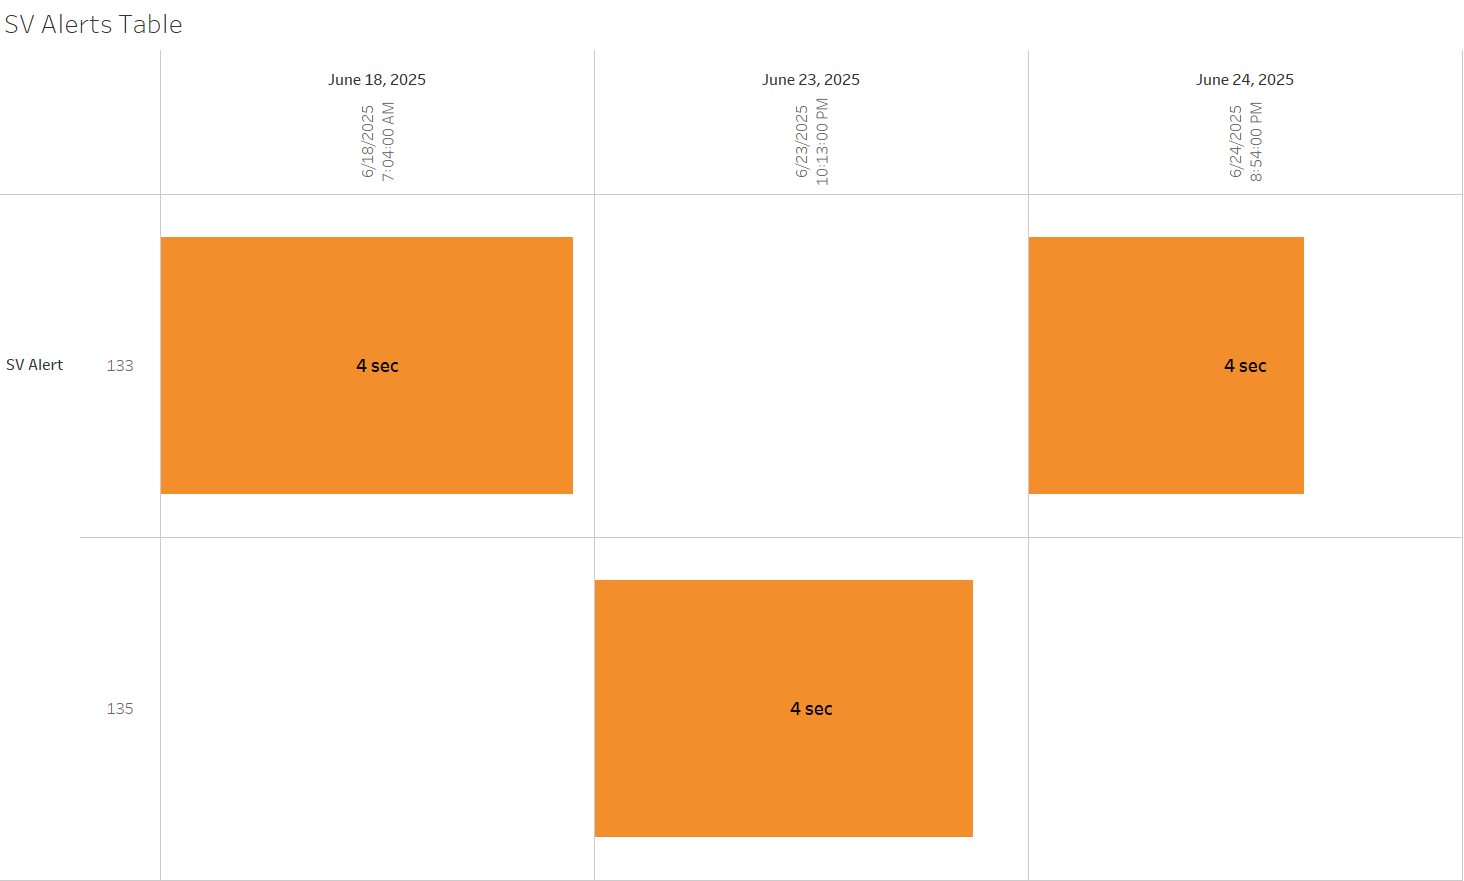 SV Alerts Table
June 18, 2025
June 23, 2025
June 24, 2025
6/18/2025
7:04:00 AM
6/23/2025
10:13:00 PM
6/24/2025
8:54:00 PM
SV Alert
133
4 sec
4 sec
135
4 sec